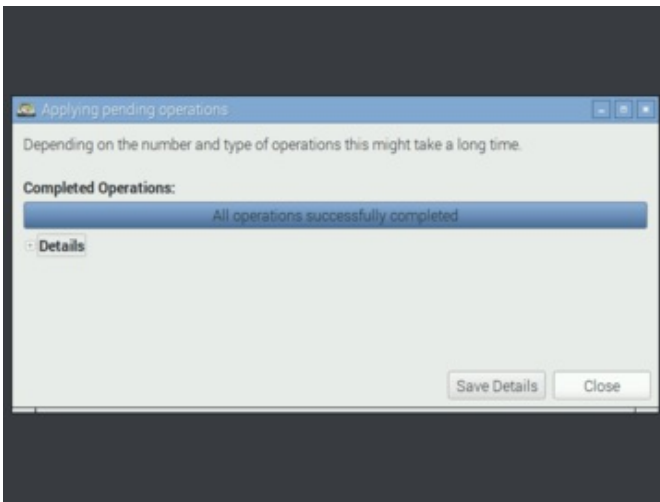 Applying pending operations
Depending on the number and type of operations this might take a long time.
Completed Operations:
All operations successfully completed
Details
Save Details
Close